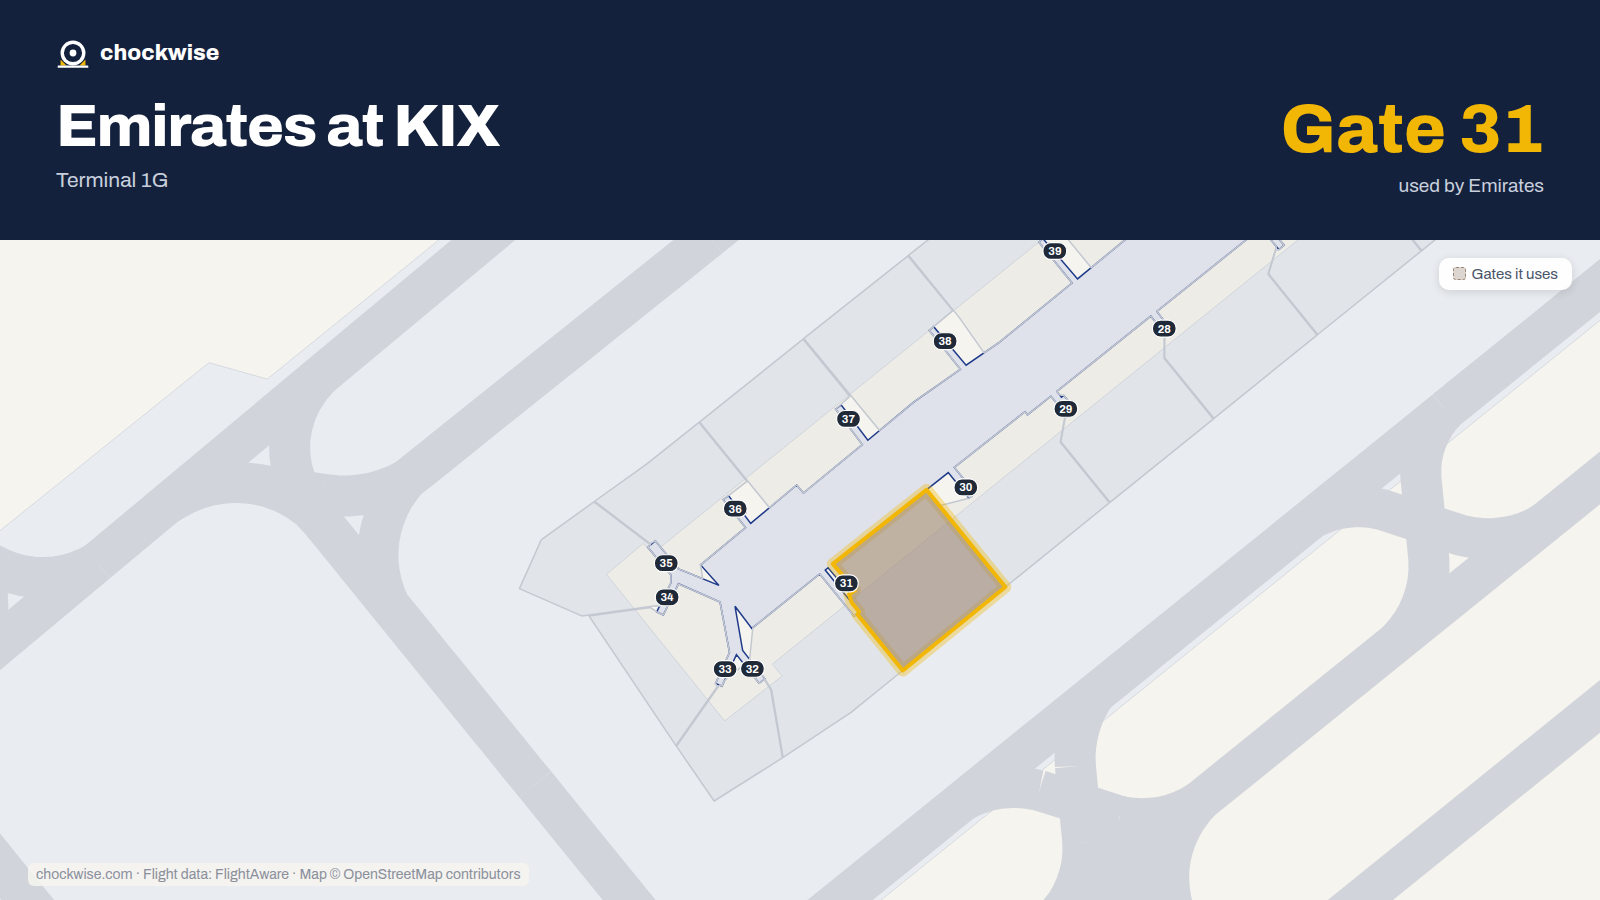 chockwise
Emirates at KIX
Terminal 1G
Gate 31
used by Emirates
Gates it uses
39
28
38
29
37
30
36
35
31
34
33
32
chockwise.com · Flight data: FlightAware · Map © OpenStreetMap contributors